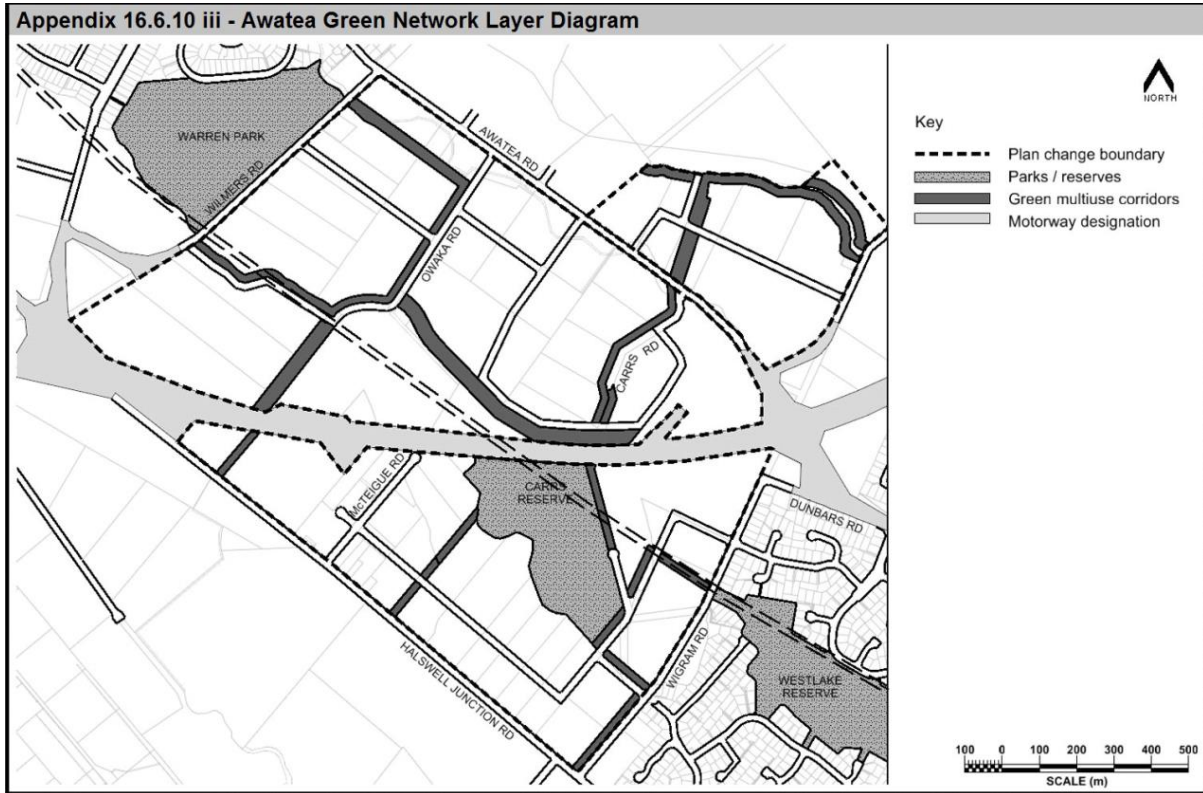 Appendix 16.6.10 iii - Awatea Green Network Layer Diagram
WARREN PARK
WILMERS RD
AWATEA RD
OWAKA RD
CARRS RD
McTEIGUE RD
CARRS
RESERVE
DUNBARS RD
WIGRAM RD
HALSWELL JUNCTION RD
WESTLAKE
RESERVE
NORTH
Key
Plan change boundary
Parks / reserves
Green multiuse corridors
Motorway designation
100 0 100 200 300 400 500
SCALE (m)